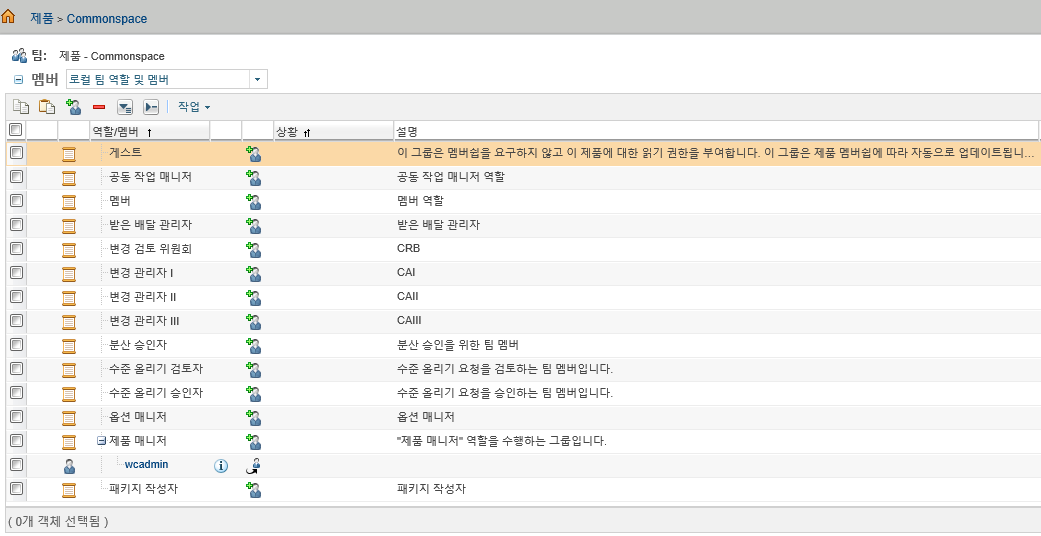 제품 > Commonspace
팀: 제품 - Commonspace
멤버 로컬 팀 역할 및 멤버
작업
역할/멤버 상황 설명
게스트 이 그룹은 멤버쉽을 요구하지 않고 이 제품에 대한 읽기 권한을 부여합니다. 이 그룹은 제품 멤버쉽에 따라 자동으로 업데이트됩니...
공동 작업 매니저 공동 작업 매니저 역할
멤버 멤버 역할
받은 배달 관리자 받은 배달 관리자
변경 검토 위원회 CRB
변경 관리자 I CAI
변경 관리자 II CAII
변경 관리자 III CAIII
분산 승인자 분산 승인을 위한 팀 멤버
수준 올리기 검토자 수준 올리기 요청을 검토하는 팀 멤버입니다.
수준 올리기 승인자 수준 올리기 요청을 승인하는 팀 멤버입니다.
옵션 매니저 옵션 매니저
제품 매니저 "제품 매니저" 역할을 수행하는 그룹입니다.
wcadmin
패키지 작성자 패키지 작성자
( 0개 객체 선택됨 )